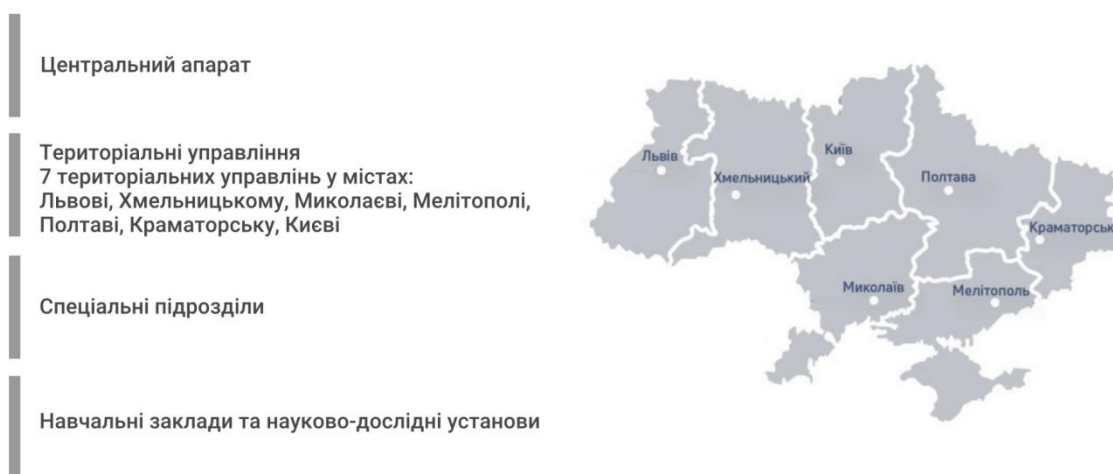 Центральний апарат
Територіальні управління
7 територіальних управлінь у містах:
Львові, Хмельницькому, Миколаєві, Мелітополі,
Полтаві, Краматорську, Києві
Спеціальні підрозділи
Навчальні заклади та науково-дослідні установи
Львів
Хмельницький
Київ
Полтава
Краматорськ
Миколаїв
Мелітополь